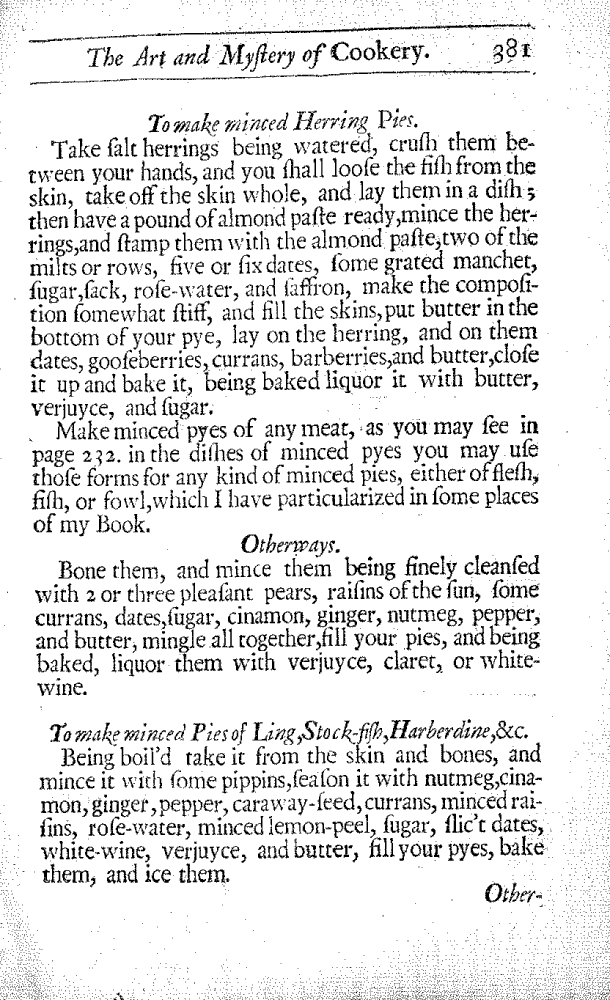 The Art and Myſtery of Cookery. 381
To make minced Herring Pies.
Take ſalt herrings being watered, cruſh them be-
tween your hands, and you ſhall looſe the fiſh from the
skin, take off the skin whole, and lay them in a diſh;
then have a pound of almond paſte ready, mince the her-
rings, and ſtamp them with the almond paſte, two of the
milts or rows, five or ſix dates, ſome grated manchet,
ſugar, ſack, roſe-water, and ſaffron, make the compoſi-
tion ſomewhat ſtiff, and fill the skins, put butter in the
bottom of your pye, lay on the herring, and on them
dates, gooſeberries, currans, barberries, and butter, cloſe
it up and bake it, being baked liquor it with butter,
verjuyce, and ſugar.
Make minced pyes of any meat, as you may ſee in
page 232. in the diſhes of minced pyes you may uſe
thoſe forms for any kind of minced pies, either of fleſh,
fiſh, or fowl, which I have particularized in ſome places
of my Book.
Otherways.
Bone them, and mince them being finely cleanſed
with 2 or three pleaſant pears, raiſins of the ſun, ſome
currans, dates, ſugar, cinamon, ginger, nutmeg, pepper,
and butter, mingle all together, fill your pies, and being
baked, liquor them with verjuyce, claret, or white-
wine.
To make minced Pies of Ling, Stock-fiſh, Harberdine, &c.
Being boil'd take it from the skin and bones, and
mince it with ſome pippins, ſeaſon it with nutmeg, cina-
mon, ginger, pepper, caraway-ſeed, currans, minced rai-
ſins, roſe-water, minced lemon-peel, ſugar, ſlic't dates,
white-wine, verjuyce, and butter, fill your pyes, bake
them, and ice them.
Other-